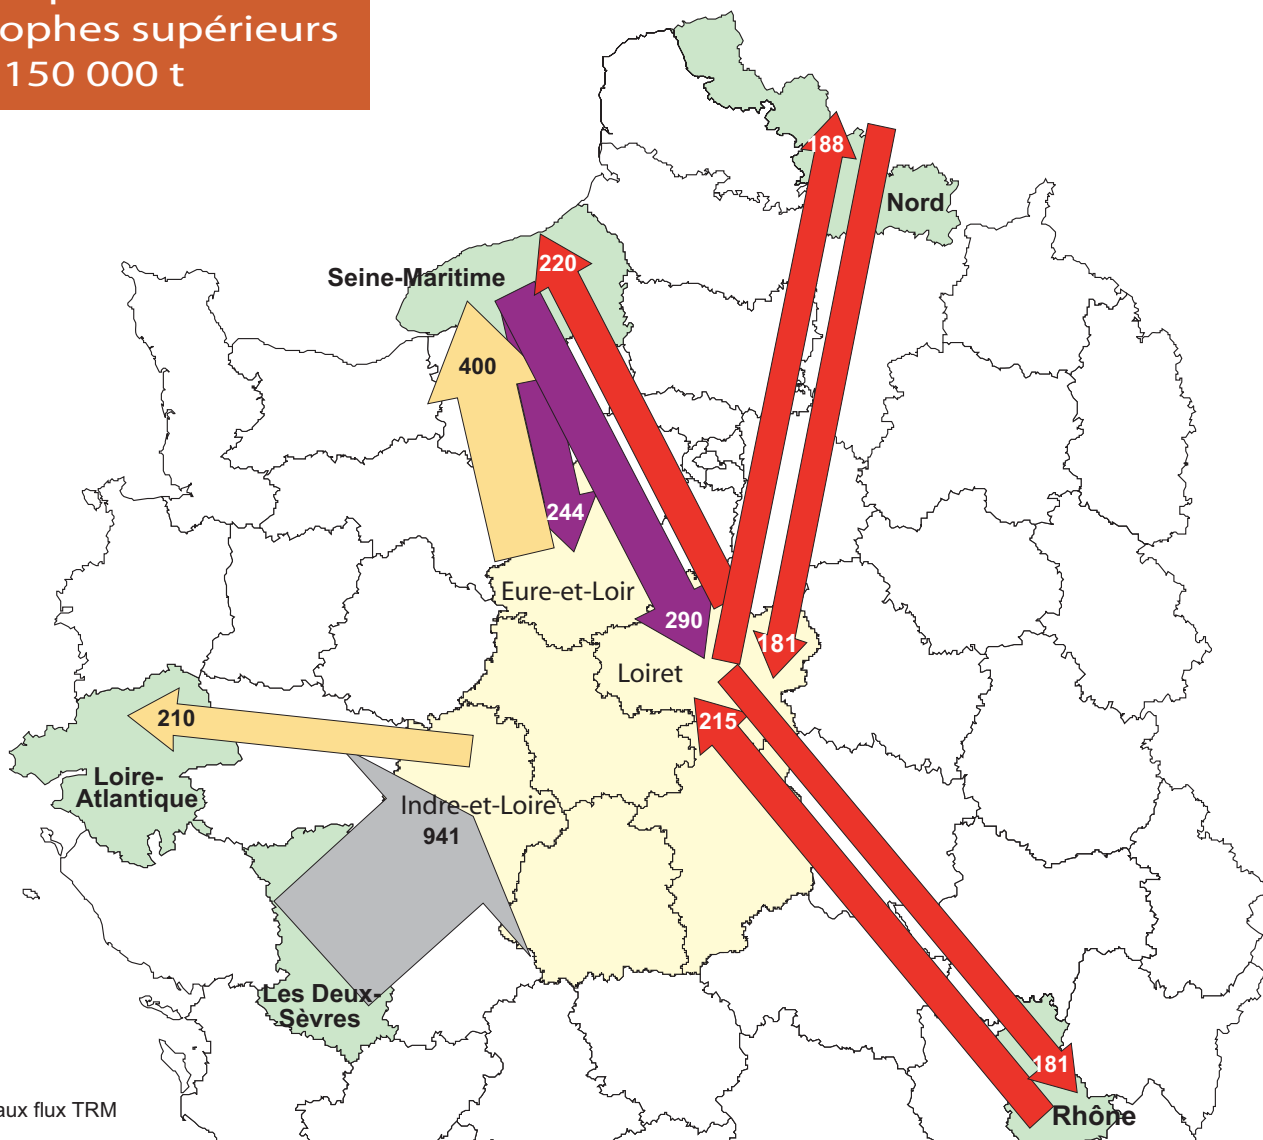 ophes supérieurs
150 000 t
188
Nord
220
Seine-Maritime
400
244
Eure-et-Loir
290
181
Loiret
215
210
Loire-
Atlantique
Indre-et-Loire
941
Les Deux-
Sèvres
181
aux flux TRM
Rhône